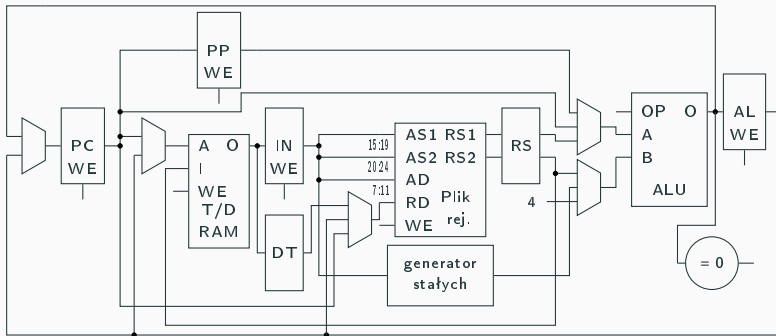 PP
WE
PC
WE
A O
I
WE
T/D
RAM
IN
WE
DT
15:19
20:24
7:11
AS1 RS1
AS2 RS2
AD
RD
WE
Plik
rej.
RS
generator
stałych
4
OP O
A
B
ALU
AL
WE
= 0